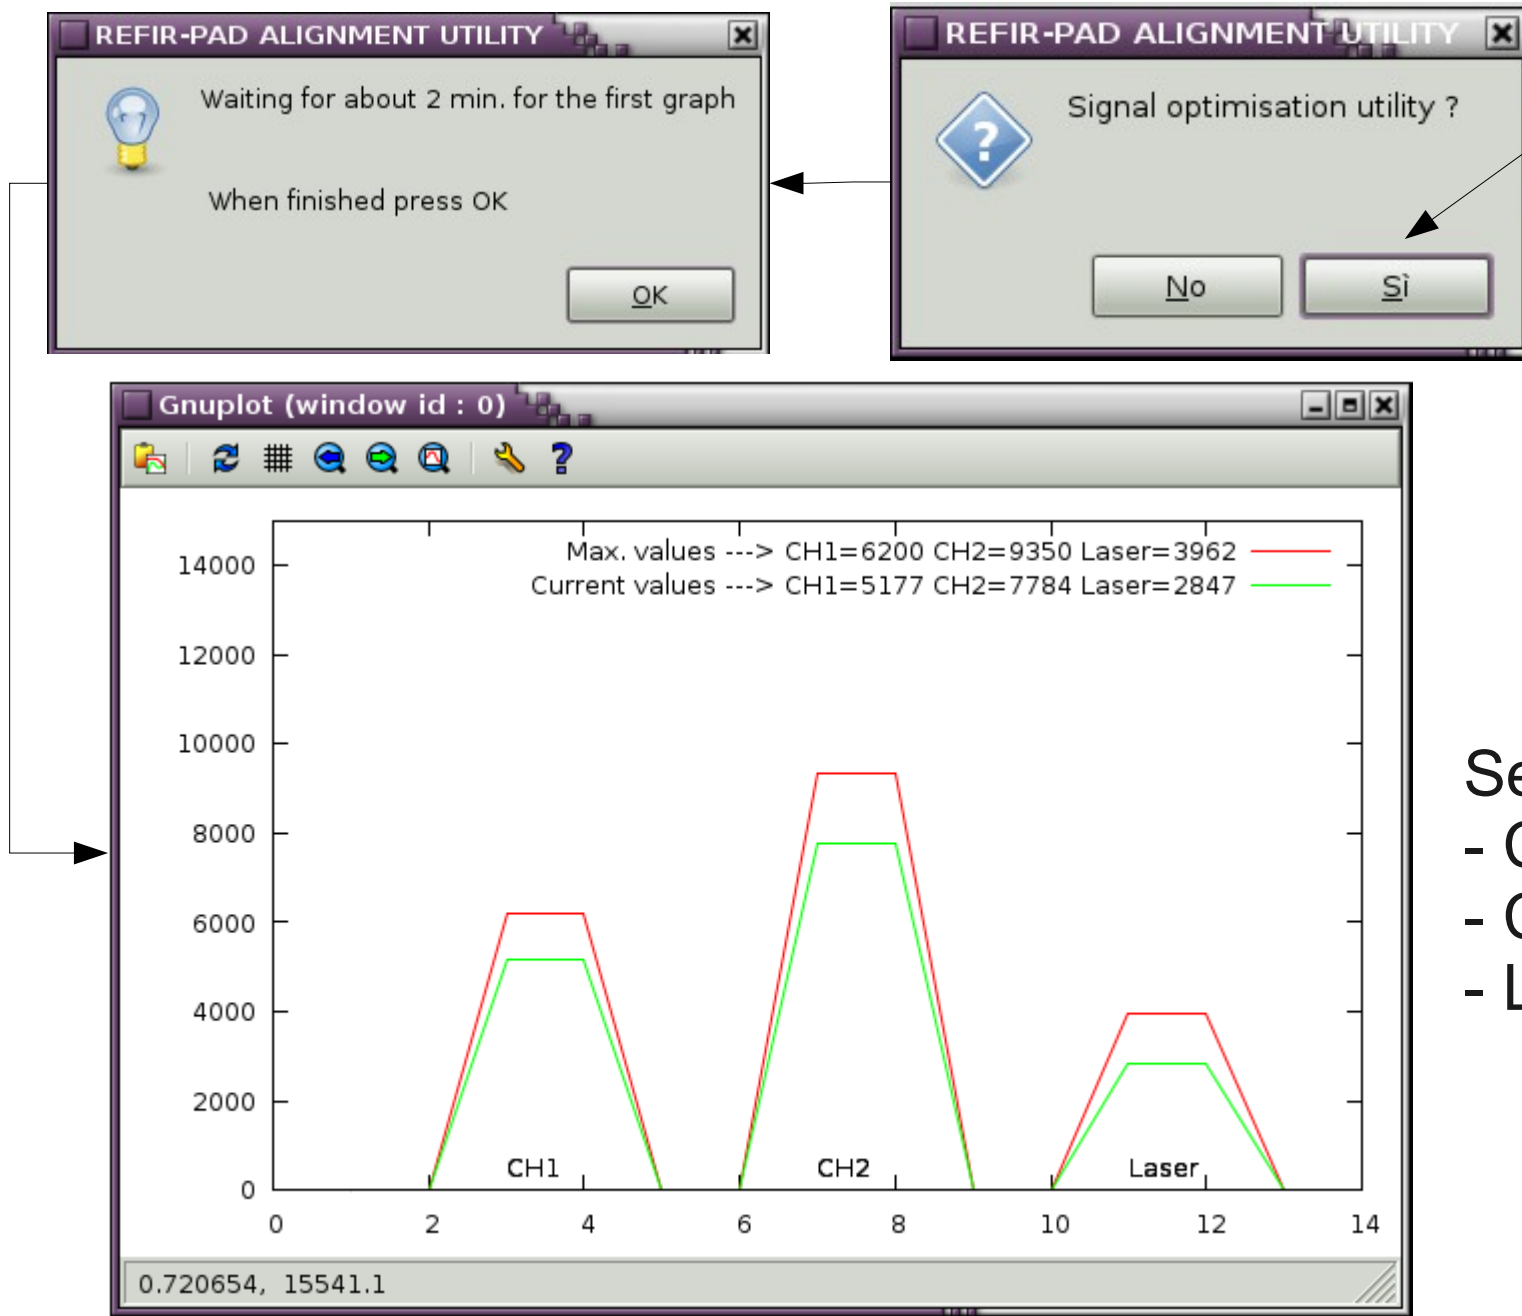 REFIR-PAD ALIGNMENT UTILITY
Waiting for about 2 min. for the first graph
When finished press OK
OK
REFIR-PAD ALIGNMENT UTILITY
Signal optimisation utility ?
No
Sì
Gnuplot (window id : 0)
Max. values ---> CH1=6200 CH2=9350 Laser=3962
Current values ---> CH1=5177 CH2=7784 Laser=2847
14000
12000
10000
8000
6000
4000
2000
0
CH1 CH2 Laser
0 2 4 6 8 10 12 14
0.720654, 15541.1
Se
-
-
- L